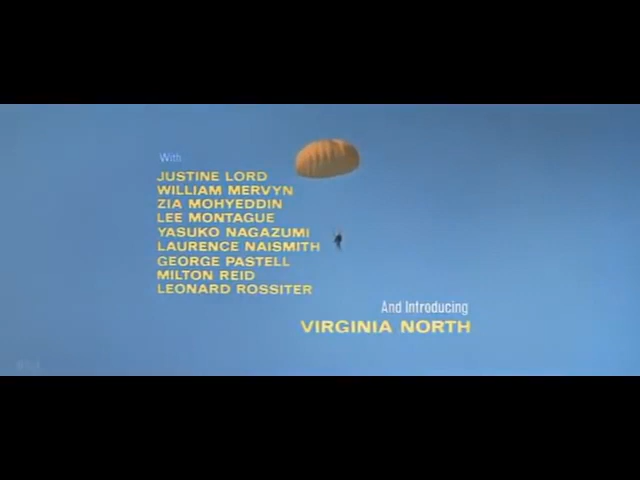 With
JUSTINE LORD
WILLIAM MERVYN
ZIA MOHYEDDIN
LEE MONTAGUE
YASUKO NAGAZUMI
LAURENCE NAISMITH
GEORGE PASTELL
MILTON REID
LEONARD ROSSITER
And Introducing
VIRGINIA NORTH